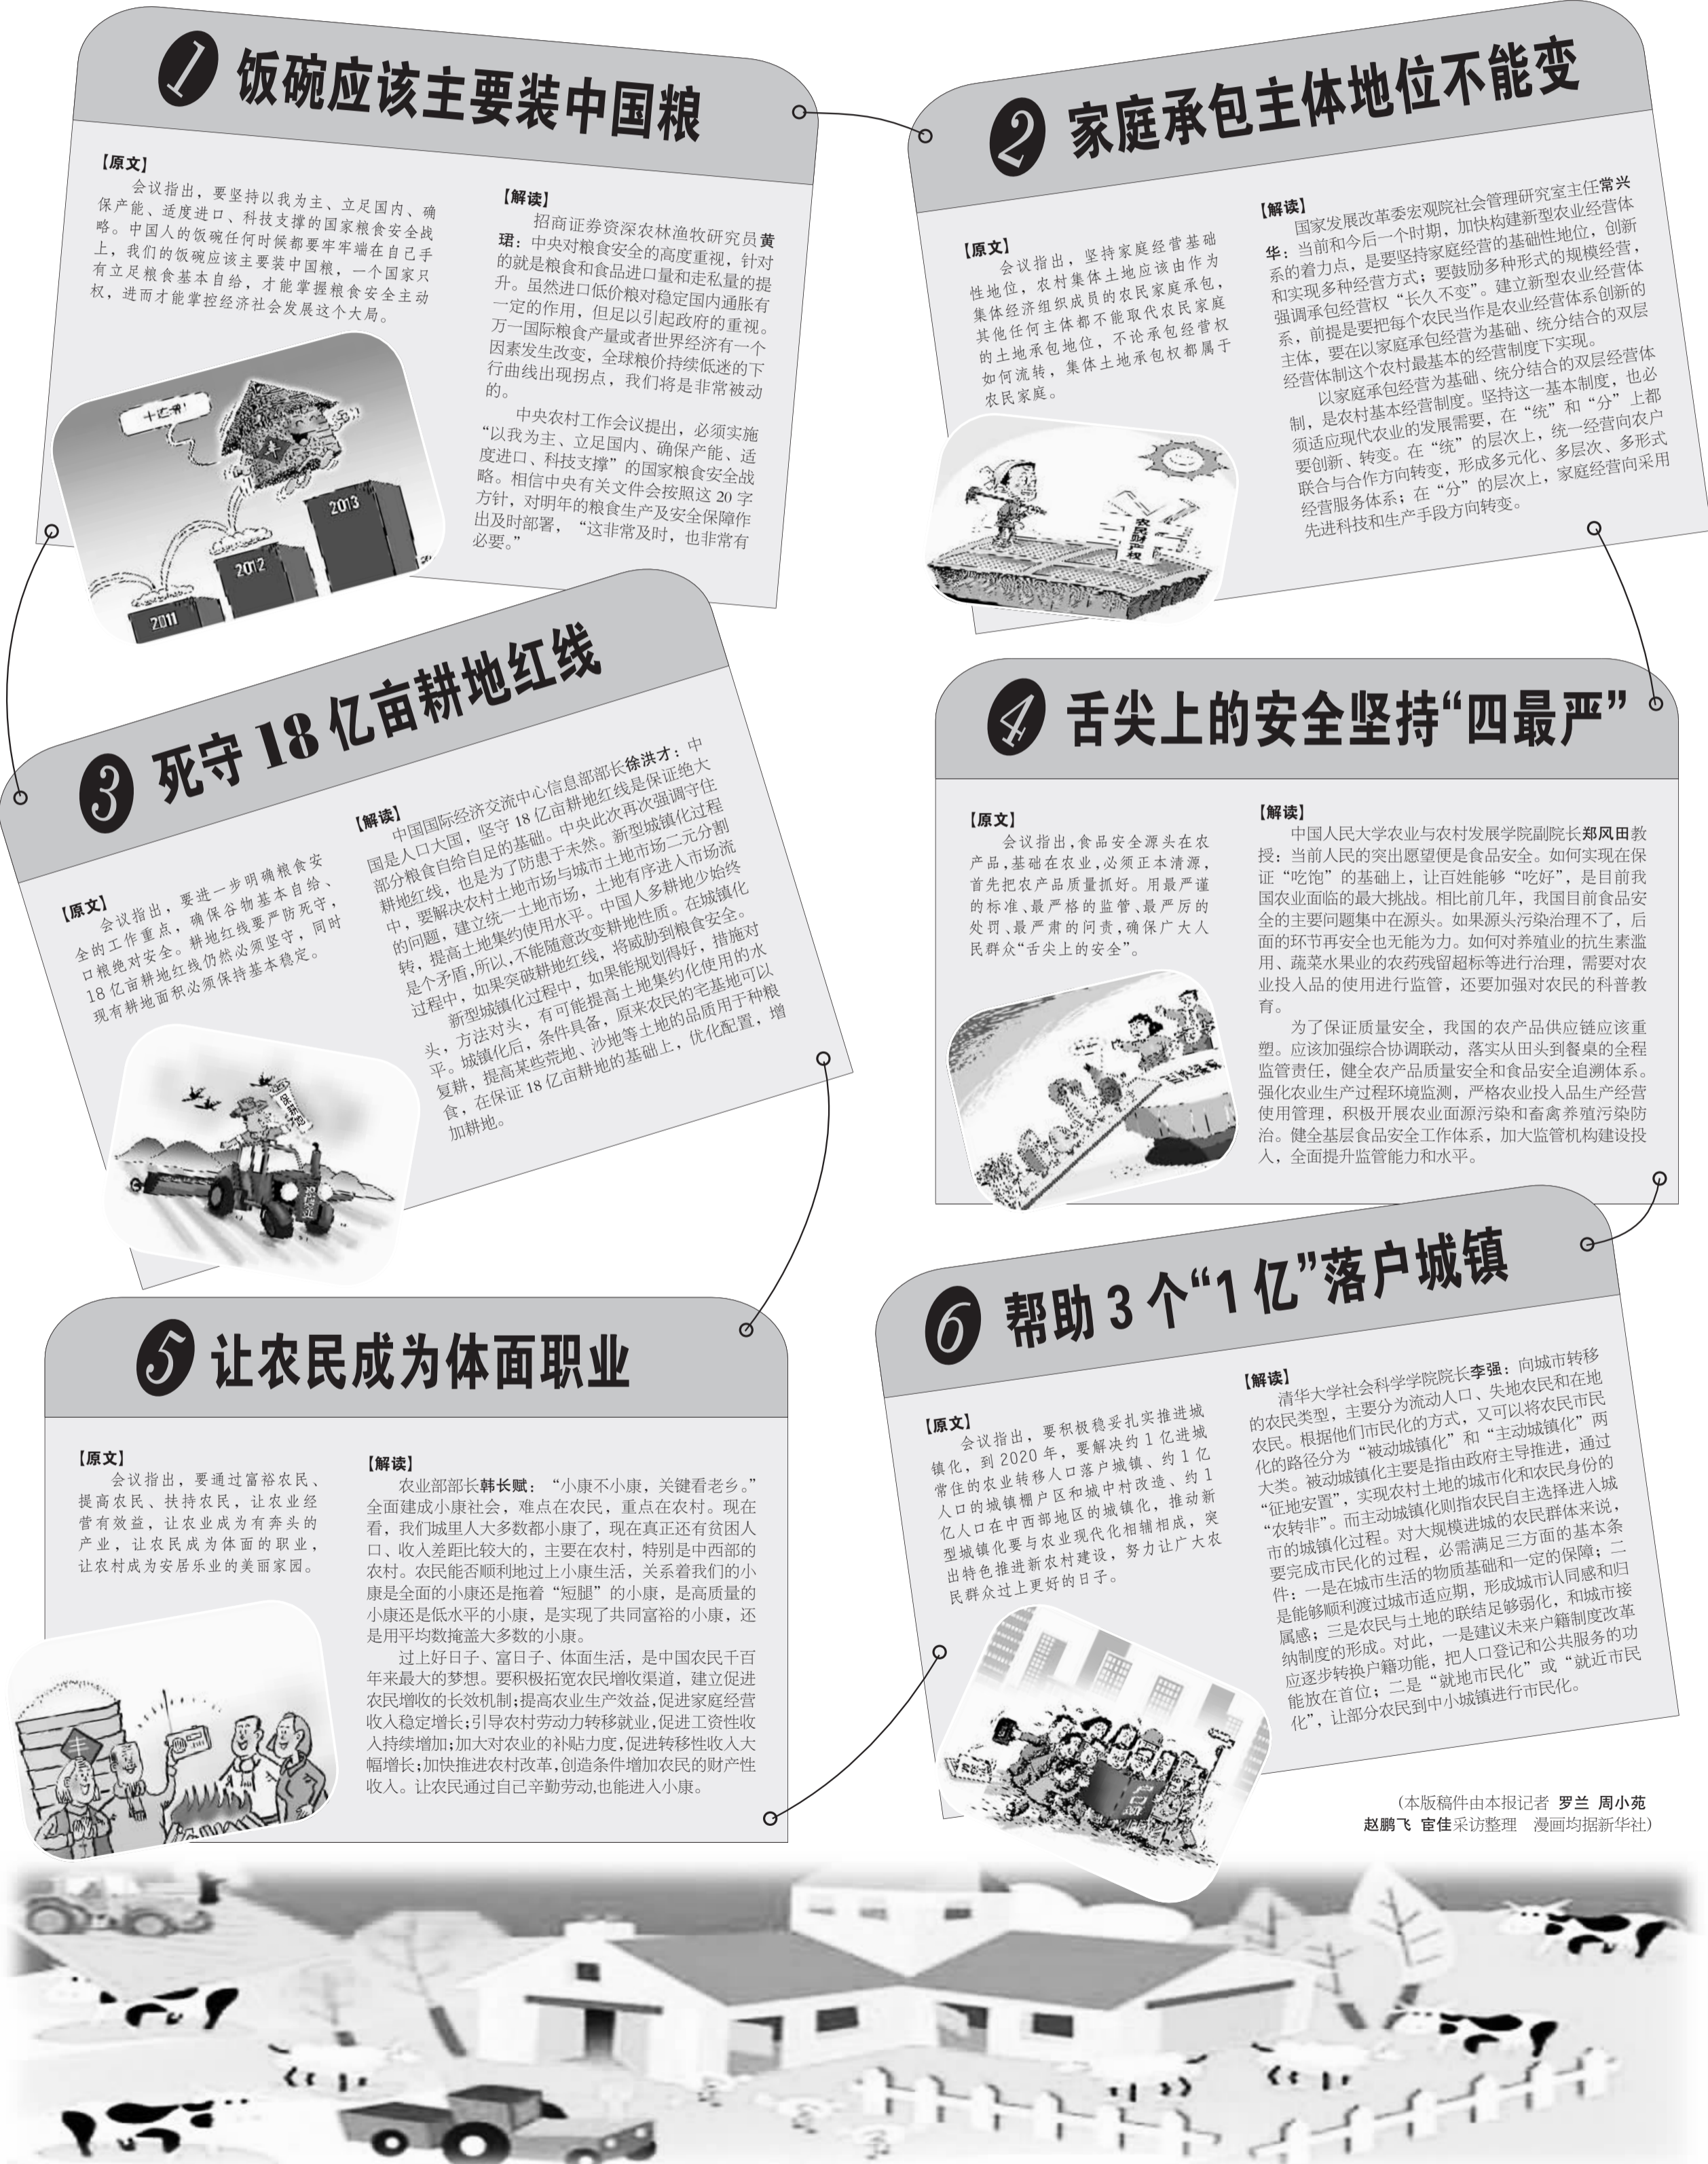 1 饭碗应该主要装中国粮
【原文】
会议指出，要坚持以我为主、立足国内、确
保产能、适度进口、科技支撑的国家粮食安全战
略。中国人的饭碗任何时候都要牢牢端在自己手
上，我们的饭碗应该主要装中国粮，一个国家只
有立足粮食基本自给，才能掌握粮食安全主动
权，进而才能掌控经济社会发展这个大局。
十连增！
丰
2011
2012
2013
【解读】
招商证券资深农林渔牧研究员黄
珺：中央对粮食安全的高度重视，针对
的就是粮食和食品进口量和走私量的提
升。虽然进口低价粮对稳定国内通胀有
一定的作用，但足以引起政府的重视。
万一国际粮食产量或者世界经济有一个
因素发生改变，全球粮价持续低迷的下
行曲线出现拐点，我们将是非常被动
的。
中央农村工作会议提出，必须实施
“以我为主、立足国内、确保产能、适
度进口、科技支撑”的国家粮食安全战
略。相信中央有关文件会按照这 20 字
方针，对明年的粮食生产及安全保障作
出及时部署，“这非常及时，也非常有
必要。”
2 家庭承包主体地位不能变
【原文】
会议指出，坚持家庭经营基础
性地位，农村集体土地应该由作为
集体经济组织成员的农民家庭承包，
其他任何主体都不能取代农民家庭
的土地承包地位，不论承包经营权
如何流转，集体土地承包权都属于
农民家庭。
农民财产权
【解读】
国家发展改革委宏观院社会管理研究室主任常兴
华：当前和今后一个时期，加快构建新型农业经营体
系的着力点，是要坚持家庭经营的基础性地位，创新
和实现多种经营方式；要鼓励多种形式的规模经营，
强调承包经营权“长久不变”。建立新型农业经营体
系，前提是要把每个农民当作是农业经营体系创新的
主体，要在以家庭承包经营为基础、统分结合的双层
经营体制这个农村最基本的经营制度下实现。
以家庭承包经营为基础、统分结合的双层经营体
制，是农村基本经营制度。坚持这一基本制度，也必
须适应现代农业的发展需要，在“统”和“分”上都
要创新、转变。在“统”的层次上，统一经营向农户
联合与合作方向转变，形成多元化、多层次、多形式
经营服务体系；在“分”的层次上，家庭经营向采用
先进科技和生产手段方向转变。
3 死守 18 亿亩耕地红线
【原文】
会议指出，要进一步明确粮食安
全的工作重点，确保谷物基本自给、
口粮绝对安全。耕地红线要严防死守，
18 亿亩耕地红线仍然必须坚守，同时
现有耕地面积必须保持基本稳定。
保耕地
【解读】
中国国际经济交流中心信息部部长徐洪才：中
国是人口大国，坚守 18 亿亩耕地红线是保证绝大
部分粮食自给自足的基础。中央此次再次强调守住
耕地红线，也是为了防患于未然。新型城镇化过程
中，要解决农村土地市场与城市土地市场二元分割
的问题，建立统一土地市场，土地有序进入市场流
转，提高土地集约使用水平。中国人多耕地少始终
是个矛盾，所以，不能随意改变耕地性质。在城镇化
过程中，如果突破耕地红线，将威胁到粮食安全。
新型城镇化过程中，如果能规划得好，措施对
头，方法对头，有可能提高土地集约化使用的水
平。城镇化后，条件具备，原来农民的宅基地可以
复耕，提高某些荒地、沙地等土地的品质用于种粮
食，在保证 18 亿亩耕地的基础上，优化配置，增
加耕地。
4 舌尖上的安全坚持“四最严”
【原文】
会议指出，食品安全源头在农
产品，基础在农业，必须正本清源，
首先把农产品质量抓好。用最严谨
的标准、最严格的监管、最严厉的
处罚、最严肃的问责，确保广大人
民群众“舌尖上的安全”。
【解读】
中国人民大学农业与农村发展学院副院长郑风田教
授：当前人民的突出愿望便是食品安全。如何实现在保
证“吃饱”的基础上，让百姓能够“吃好”，是目前我
国农业面临的最大挑战。相比前几年，我国目前食品安
全的主要问题集中在源头。如果源头污染治理不了，后
面的环节再安全也无能为力。如何对养殖业的抗生素滥
用、蔬菜水果业的农药残留超标等进行治理，需要对农
业投入品的使用进行监管，还要加强对农民的科普教
育。
为了保证质量安全，我国的农产品供应链应该重
塑。应该加强综合协调联动，落实从田头到餐桌的全程
监管责任，健全农产品质量安全和食品安全追溯体系。
强化农业生产过程环境监测，严格农业投入品生产经营
使用管理，积极开展农业面源污染和畜禽养殖污染防
治。健全基层食品安全工作体系，加大监管机构建设投
入，全面提升监管能力和水平。
5 让农民成为体面职业
【原文】
会议指出，要通过富裕农民、
提高农民、扶持农民，让农业经
营有效益，让农业成为有奔头的
产业，让农民成为体面的职业，
让农村成为安居乐业的美丽家园。
丰
【解读】
农业部部长韩长赋：“小康不小康，关键看老乡。”
全面建成小康社会，难点在农民，重点在农村。现在
看，我们城里人大多数都小康了，现在真正还有贫困人
口、收入差距比较大的，主要在农村，特别是中西部的
农村。农民能否顺利地过上小康生活，关系着我们的小
康是全面的小康还是拖着“短腿”的小康，是高质量的
小康还是低水平的小康，是实现了共同富裕的小康，还
是用平均数掩盖大多数的小康。
过上好日子、富日子、体面生活，是中国农民千百
年来最大的梦想。要积极拓宽农民增收渠道，建立促进
农民增收的长效机制；提高农业生产效益，促进家庭经营
收入稳定增长；引导农村劳动力转移就业，促进工资性收
入持续增加；加大对农业的补贴力度，促进转移性收入大
幅增长；加快推进农村改革，创造条件增加农民的财产性
收入。让农民通过自己辛勤劳动，也能进入小康。
6 帮助 3 个“1 亿”落户城镇
【原文】
会议指出，要积极稳妥扎实推进城
镇化，到 2020 年，要解决约 1 亿进城
常住的农业转移人口落户城镇、约 1 亿
人口的城镇棚户区和城中村改造、约 1
亿人口在中西部地区的城镇化，推动新
型城镇化要与农业现代化相辅相成，突
出特色推进新农村建设，努力让广大农
民群众过上更好的日子。
【解读】
清华大学社会科学学院院长李强：向城市转移
的农民类型，主要分为流动人口、失地农民和在地
农民。根据他们市民化的方式，又可以将农民市民
化的路径分为“被动城镇化”和“主动城镇化”两
大类。被动城镇化主要是指由政府主导推进，通过
“征地安置”，实现农村土地的城市化和农民身份的
“农转非”。而主动城镇化则指农民自主选择进入城
市的城镇化过程。对大规模进城的农民群体来说，
要完成市民化的过程，必需满足三方面的基本条
件：一是在城市生活的物质基础和一定的保障；二
是能够顺利渡过城市适应期，形成城市认同感和归
属感；三是农民与土地的联结足够弱化，和城市接
纳制度的形成。对此，一是建议未来户籍制度改革
应逐步转换户籍功能，把人口登记和公共服务的功
能放在首位；二是“就地市民化”或“就近市民
化”，让部分农民到中小城镇进行市民化。
（本版稿件由本报记者 罗兰 周小苑
赵鹏飞 宦佳采访整理 漫画均据新华社）